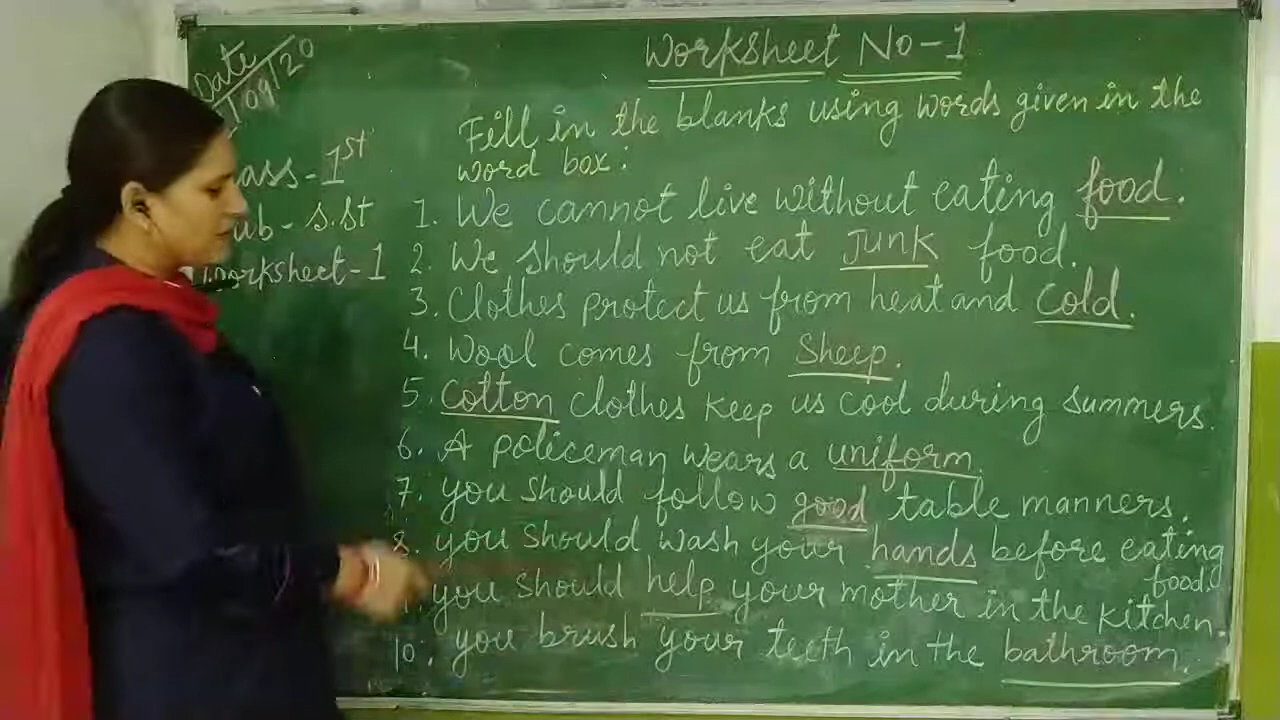 Date
/09/20
ass-1st
ub- s.st
Worksheet-1
Worksheet No-1
Fill in the blanks using words given in the
word box:
1. We cannot live without eating food.
2. We should not eat Junk food.
3. Clothes protect us from heat and cold.
4. Wool comes from Sheep.
5. Cotton clothes keep us cool during summers.
6. A policeman wears a uniform.
7. you should follow good table manners.
8. you should wash your hands before eating
food.
you should help your mother in the kitchen.
10. you brush your teeth in the bathroom.